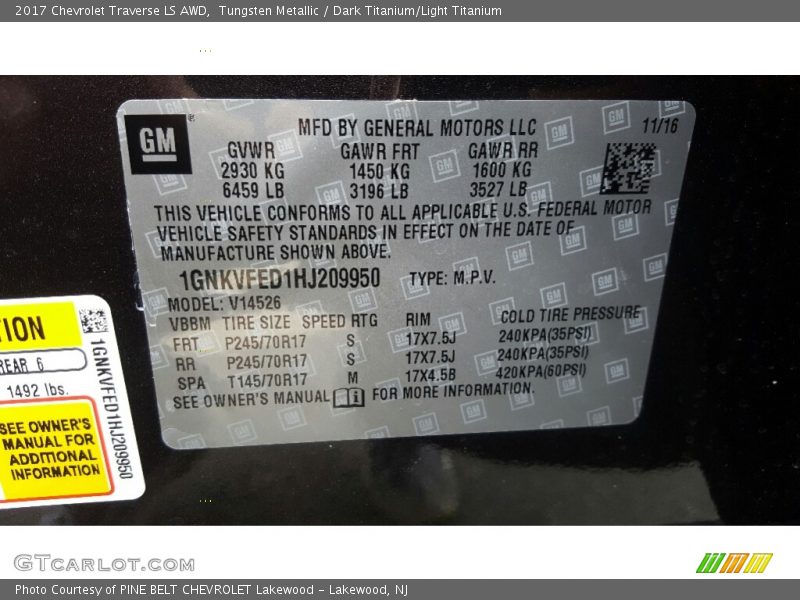 2017 Chevrolet Traverse LS AWD, Tungsten Metallic / Dark Titanium/Light Titanium
GM
MFD BY GENERAL MOTORS LLC 11/16
GVWR GAWR FRT GAWR RR
2930 KG 1450 KG 1600 KG
6459 LB 3196 LB 3527 LB
THIS VEHICLE CONFORMS TO ALL APPLICABLE U.S. FEDERAL MOTOR
VEHICLE SAFETY STANDARDS IN EFFECT ON THE DATE OF
MANUFACTURE SHOWN ABOVE.
1GNKVFED1HJ209950 TYPE: M.P.V.
MODEL: V14526
VBBM TIRE SIZE SPEED RTG RIM COLD TIRE PRESSURE
FRT P245/70R17 S 17X7.5J 240KPA(35PSI)
RR P245/70R17 S 17X7.5J 240KPA(35PSI)
SPA T145/70R17 M 17X4.5B 420KPA(60PSI)
SEE OWNER'S MANUAL FOR MORE INFORMATION.
TION
REAR 6
1492 lbs.
SEE OWNER'S
MANUAL FOR
ADDITIONAL
INFORMATION
1GNKVFED1HJ209950
GTCARLOT.COM
Photo Courtesy of PINE BELT CHEVROLET Lakewood - Lakewood, NJ